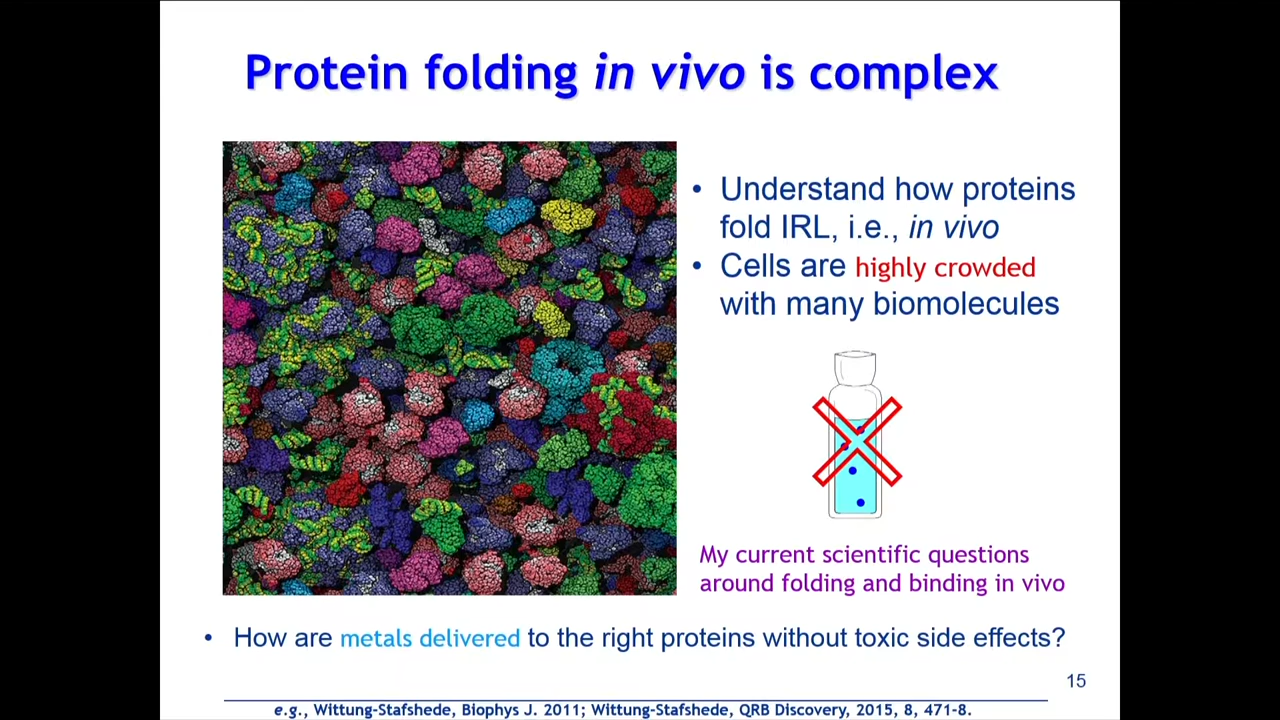 Protein folding in vivo is complex
• Understand how proteins
fold IRL, i.e., in vivo
• Cells are highly crowded
with many biomolecules
My current scientific questions
around folding and binding in vivo
• How are metals delivered to the right proteins without toxic side effects?
15
e.g., Wittung-Stafshede, Biophys J. 2011; Wittung-Stafshede, QRB Discovery, 2015, 8, 471-8.